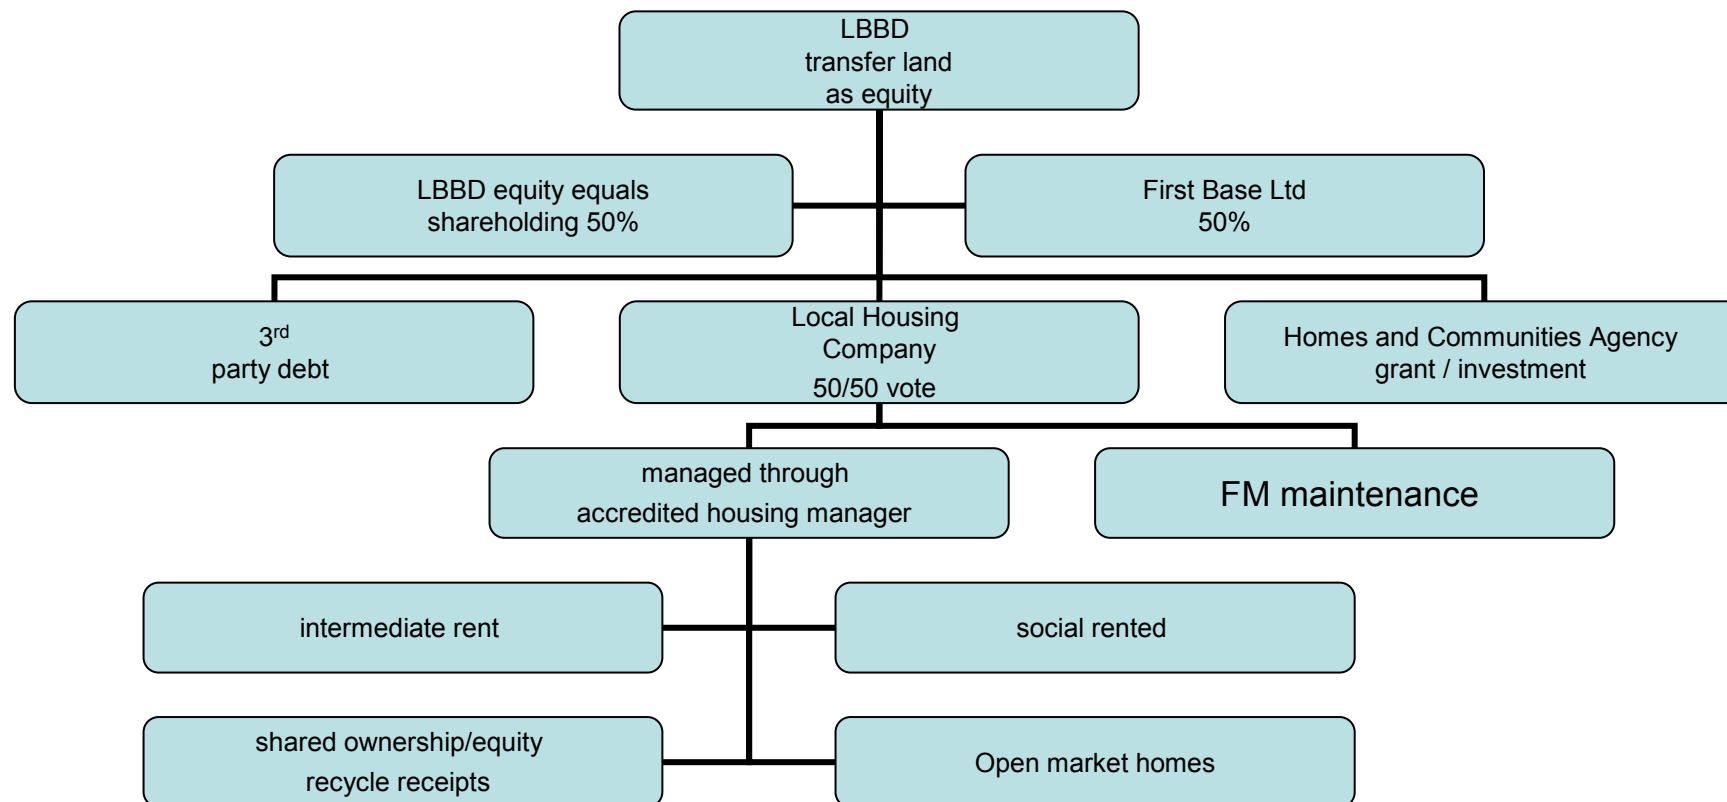 LBBD
transfer land
as equity
LBBD equity equals
shareholding 50%
First Base Ltd
50%
3rd
party debt
Local Housing
Company
50/50 vote
Homes and Communities Agency
grant / investment
managed through
accredited housing manager
FM maintenance
intermediate rent
social rented
shared ownership/equity
recycle receipts
Open market homes